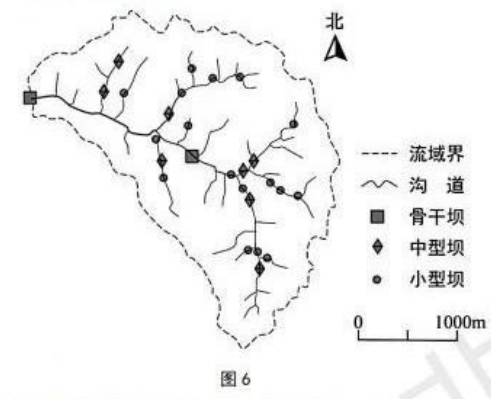 北
流域界
沟 道
骨干坝
中型坝
小型坝
0 1000m
图6